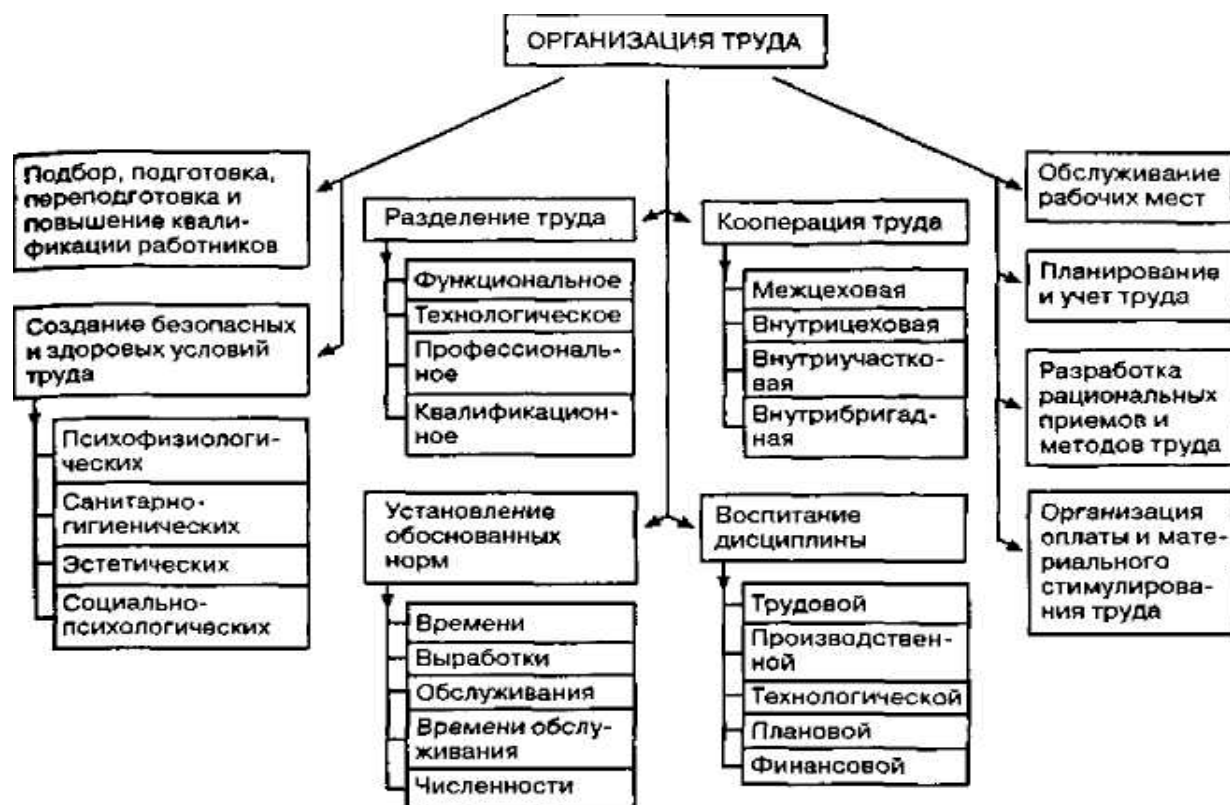 ОРГАНИЗАЦИЯ ТРУДА
Подбор, подготовка,
переподготовка и
повышение квали-
фикации работников
Создание безопасных
и здоровых условий
труда
Психофизиологи-
ческих
Санитарно-
гигиенических
Эстетических
Социально-
психологических
Разделение труда
Функциональное
Технологическое
Профессиональ-
ное
Квалификацион-
ное
Кооперация труда
Межцеховая
Внутрицеховая
Внутриучастко-
вая
Внутрибригад-
ная
Установление
обоснованных
норм
Времени
Выработки
Обслуживания
Времени обслу-
живания
Численности
Воспитание
дисциплины
Трудовой
Производствен-
ной
Технологической
Плановой
Финансовой
Обслуживание
рабочих мест
Планирование
и учет труда
Разработка
рациональных
приемов и
методов труда
Организация
оплаты и мате-
риального
стимулирова-
ния труда